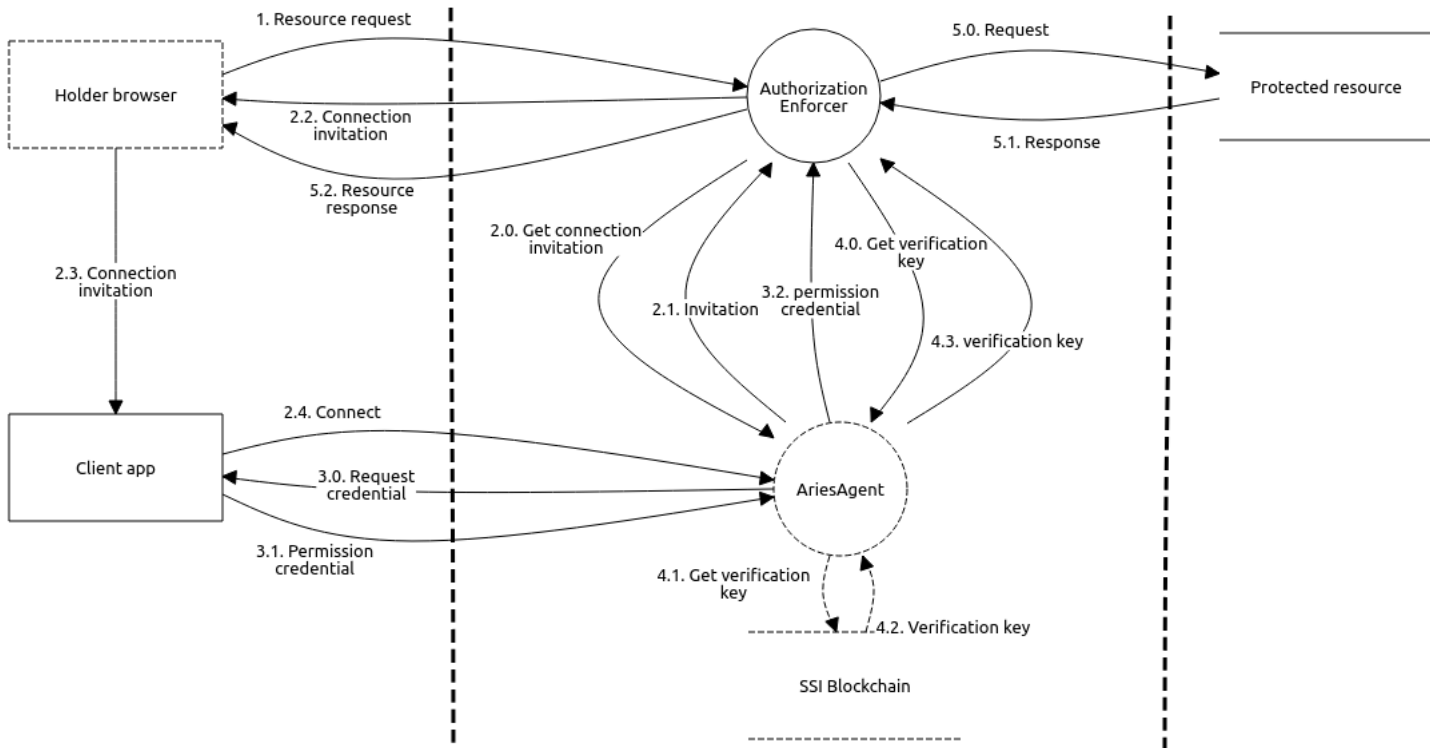 1. Resource request
5.0. Request
Holder browser
Authorization
Enforcer
Protected resource
2.2. Connection
invitation
5.1. Response
5.2. Resource
response
2.0. Get connection
invitation
4.0. Get verification
key
2.3. Connection
invitation
3.2. permission
credential
2.1. Invitation
4.3. verification key
2.4. Connect
Client app
3.0. Request
credential
AriesAgent
3.1. Permission
credential
4.1. Get verification
key
4.2. Verification key
SSI Blockchain